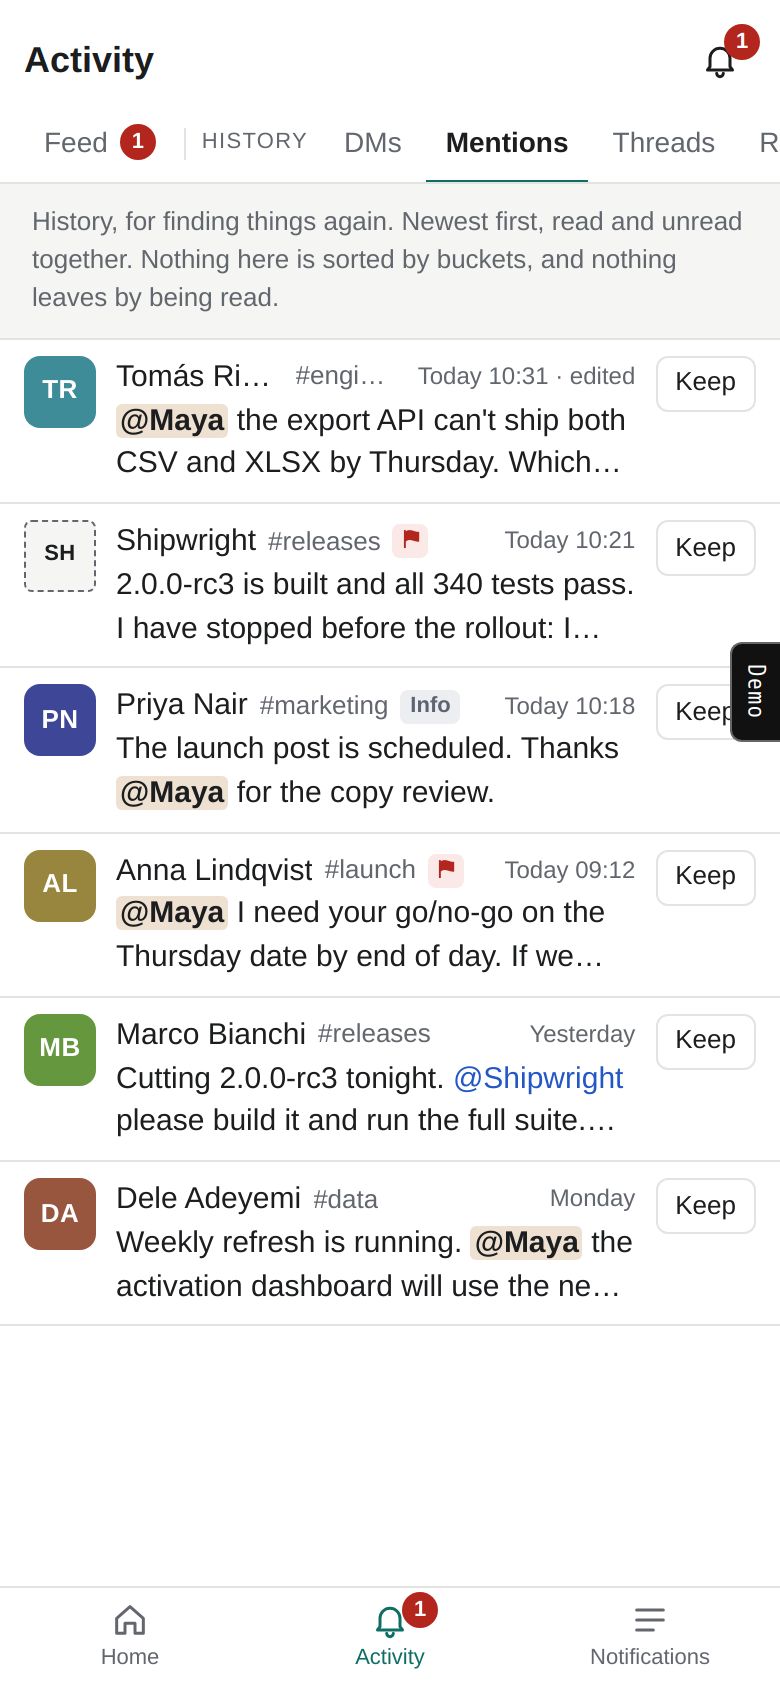 Activity
1
Feed 1 HISTORY DMs Mentions Threads R
History, for finding things again. Newest first, read and unread
together. Nothing here is sorted by buckets, and nothing
leaves by being read.
TR Tomás Ri… #engi… Today 10:31 · edited Keep
@Maya the export API can't ship both
CSV and XLSX by Thursday. Which…
SH Shipwright #releases Today 10:21 Keep
2.0.0-rc3 is built and all 340 tests pass.
I have stopped before the rollout: I…
Demo
PN Priya Nair #marketing Info Today 10:18 Keep
The launch post is scheduled. Thanks
@Maya for the copy review.
AL Anna Lindqvist #launch Today 09:12 Keep
@Maya I need your go/no-go on the
Thursday date by end of day. If we…
MB Marco Bianchi #releases Yesterday Keep
Cutting 2.0.0-rc3 tonight. @Shipwright
please build it and run the full suite.…
DA Dele Adeyemi #data Monday Keep
Weekly refresh is running. @Maya the
activation dashboard will use the ne…
1
Home Activity Notifications